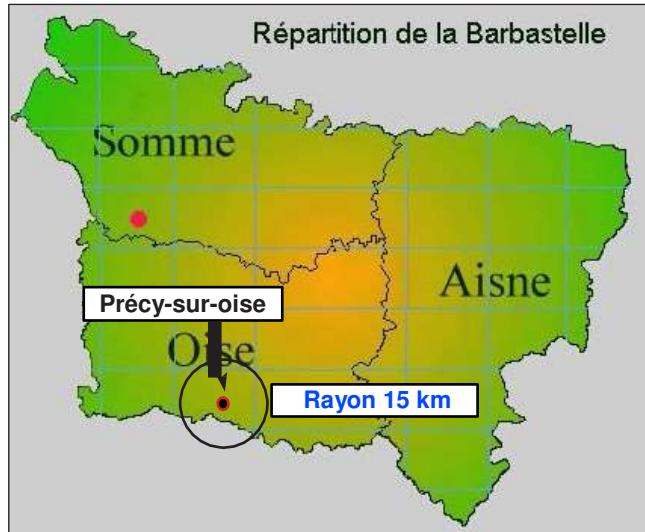 Répartition de la Barbastelle
Somme
Aisne
Précy-sur-oise
Oise
Rayon 15 km